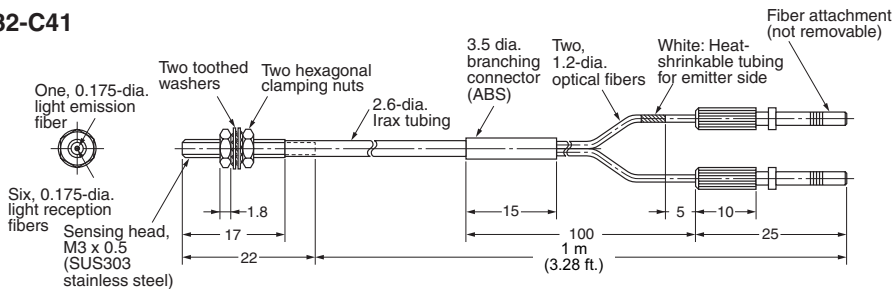 32-C41
One, 0.175-dia.
light emission
fiber
Two toothed
washers
Two hexagonal
clamping nuts
2.6-dia.
Irax tubing
3.5 dia.
branching
connector
(ABS)
Two,
1.2-dia.
optical fibers
White: Heat-
shrinkable tubing
for emitter side
Fiber attachment
(not removable)
Six, 0.175-dia.
light reception
fibers
Sensing head,
M3 x 0.5
(SUS303
stainless steel)
1.8
17
22
15
5
10
100
25
1 m
(3.28 ft.)